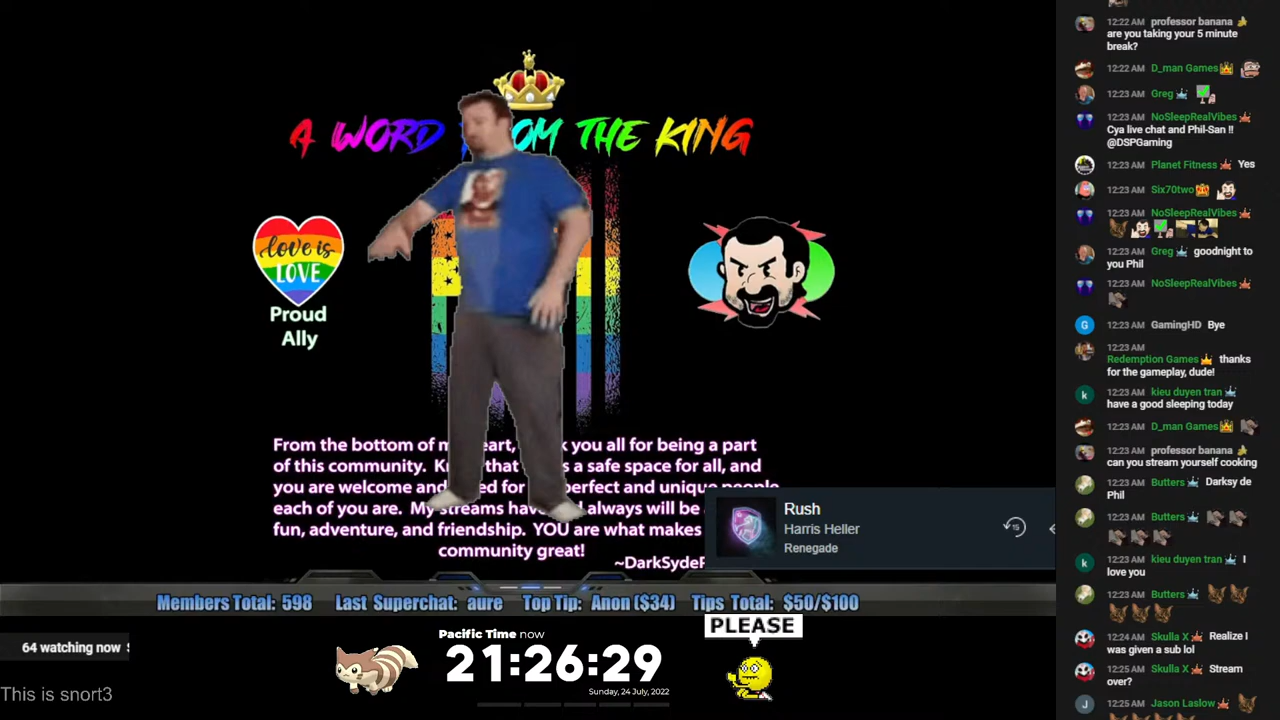 A WORD OM THE KING
love is
LOVE
Proud
Ally
From the bottom of m eart, k you all for being a part
of this community. K that s a safe space for all, and
you are welcome and ed for perfect and unique people
each of you are. My streams hav always will be a
fun, adventure, and friendship. YOU are what makes
community great!
~DarkSydeP
Rush
Harris Heller
Renegade
15
Members Total: 598 Last Superchat: aure Top Tip: Anon ($34) Tips Total: $50/$100
64 watching now
PLEASE
Pacific Time now
21:26:29
Sunday, 24 July, 2022
This is snort3
12:22 AM professor banana
are you taking your 5 minute
break?
12:22 AM D_man Games
12:23 AM Greg
12:23 AM NoSleepRealVibes
Cya live chat and Phil-San !!
@DSPGaming
12:23 AM Planet Fitness Yes
12:23 AM Six70two
12:23 AM NoSleepRealVibes
12:23 AM Greg goodnight to
you Phil
12:23 AM NoSleepRealVibes
G 12:23 AM GamingHD Bye
12:23 AM
Redemption Games thanks
for the gameplay, dude!
k 12:23 AM kieu duyen tran
have a good sleeping today
12:23 AM D_man Games
12:23 AM professor banana
can you stream yourself cooking
12:23 AM Butters Darksy de
Phil
12:23 AM Butters
k 12:23 AM kieu duyen tran I
love you
12:23 AM Butters
12:24 AM Skulla X Realize I
was given a sub lol
12:25 AM Skulla X Stream
over?
J 12:25 AM Jason Laslow